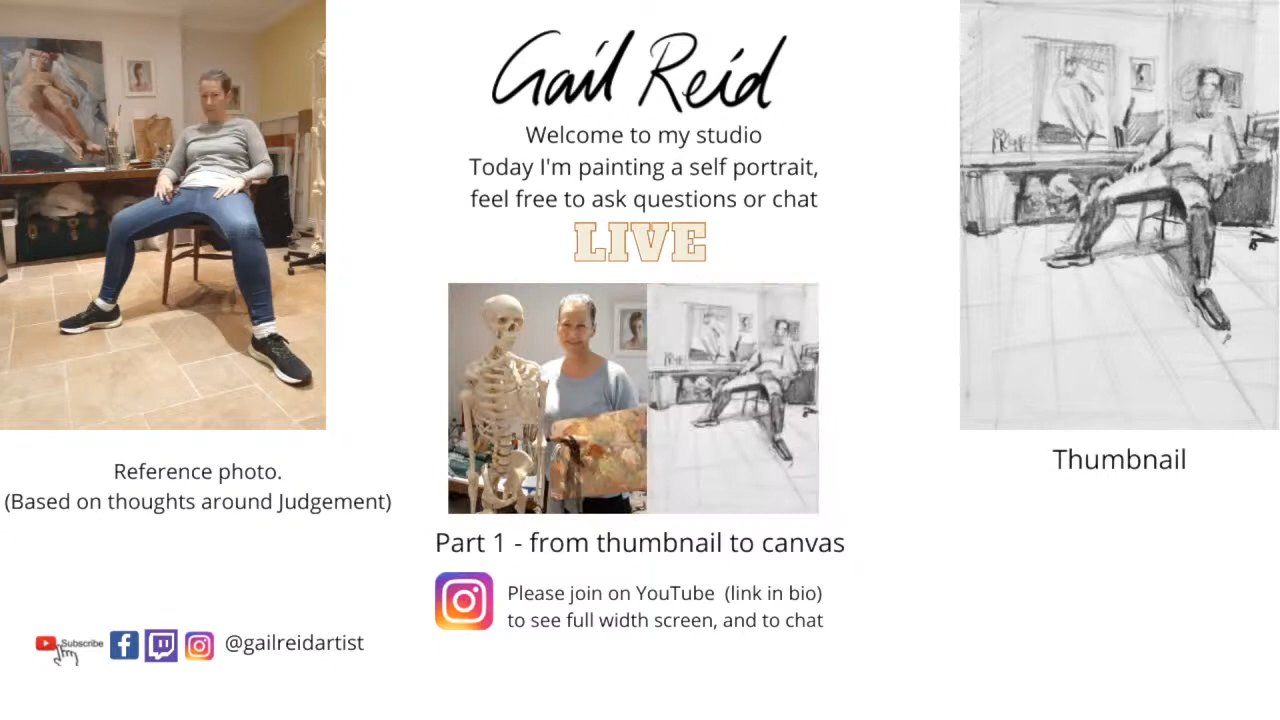 Gail Reid
Welcome to my studio
Today I'm painting a self portrait,
feel free to ask questions or chat
LIVE
Reference photo.
(Based on thoughts around Judgement)
Thumbnail
Part 1 - from thumbnail to canvas
Please join on YouTube (link in bio)
to see full width screen, and to chat
Subscribe
@gailreidartist